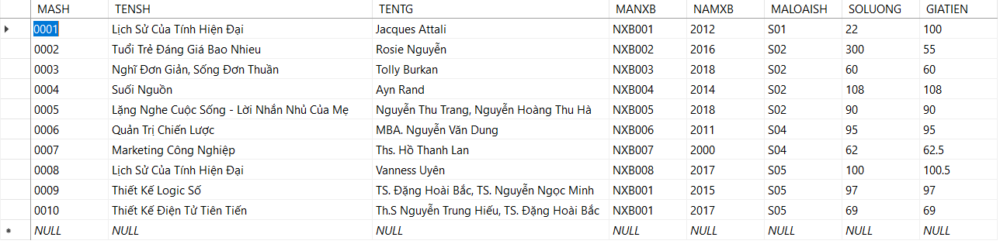 MASH TENSH TENTG MANXB NAMXB MALOAISH SOLUONG GIATIEN
0001 Lịch Sử Của Tính Hiện Đại Jacques Attali NXB001 2012 S01 22 100
0002 Tuổi Trẻ Đáng Giá Bao Nhieu Rosie Nguyễn NXB002 2016 S02 300 55
0003 Nghĩ Đơn Giản, Sống Đơn Thuần Tolly Burkan NXB003 2018 S02 60 60
0004 Suối Nguồn Ayn Rand NXB004 2014 S02 108 108
0005 Lặng Nghe Cuộc Sống - Lời Nhắn Nhủ Của Mẹ Nguyễn Thu Trang, Nguyễn Hoàng Thu Hà NXB005 2018 S02 90 90
0006 Quản Trị Chiến Lược MBA. Nguyễn Văn Dung NXB006 2011 S04 95 95
0007 Marketing Công Nghiệp Ths. Hồ Thanh Lan NXB007 2000 S04 62 62.5
0008 Lịch Sử Của Tính Hiện Đại Vanness Uyên NXB008 2017 S05 100 100.5
0009 Thiết Kế Logic Số TS. Đặng Hoài Bắc, TS. Nguyễn Ngọc Minh NXB001 2015 S05 97 97
0010 Thiết Kế Điện Tử Tiên Tiến Th.S Nguyễn Trung Hiếu, TS. Đặng Hoài Bắc NXB001 2017 S05 69 69
NULL NULL NULL NULL NULL NULL NULL NULL